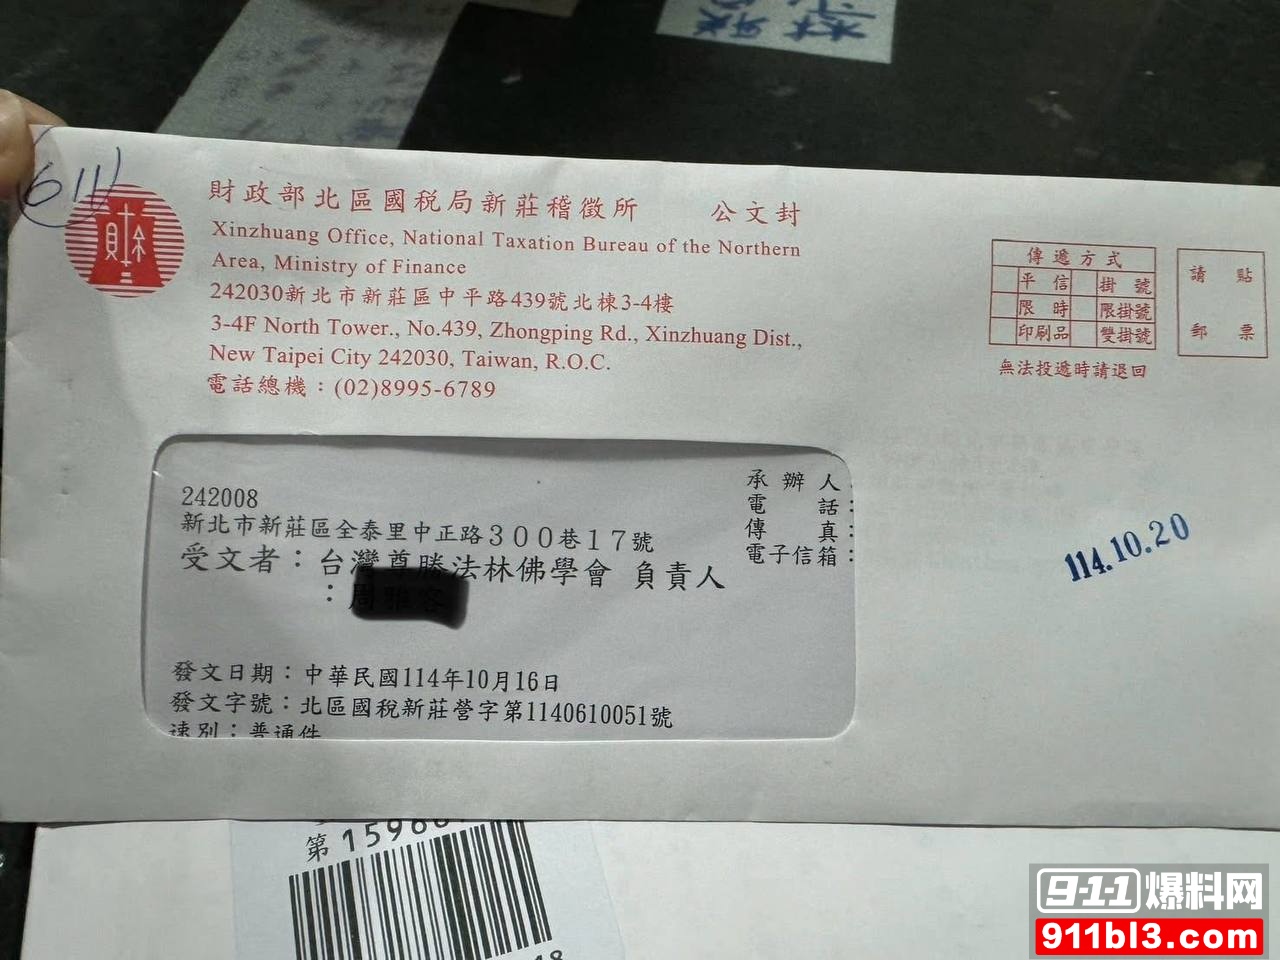 (611)
財
財政部北區國稅局新莊稽徵所 公文封
Xinzhuang Office, National Taxation Bureau of the Northern
Area, Ministry of Finance
242030新北市新莊區中平路439號北棟3-4樓
3-4F North Tower., No.439, Zhongping Rd., Xinzhuang Dist.,
New Taipei City 242030, Taiwan, R.O.C.
電話總機：(02)8995-6789
傳遞方式
平信 掛號
限時 限掛號
印刷品 雙掛號
無法投遞時請退回
請貼
郵票
242008
新北市新莊區全泰里中正路３００巷１７號
受文者：台灣尊勝法林佛學會 負責人
：
承辦人：
電話：
傳真：
電子信箱：
114.10.20
發文日期：中華民國114年10月16日
發文字號：北區國稅新莊營字第1140610051號
速別：普通件
第
911爆料网
911bl3.com